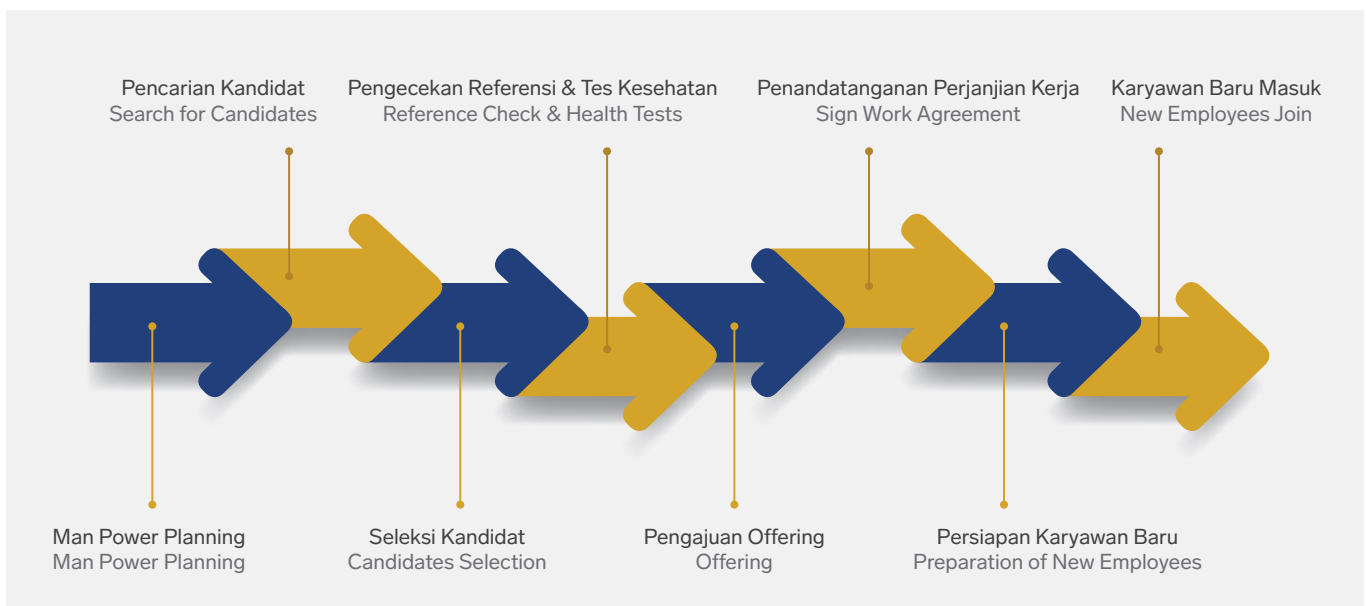 Pencarian Kandidat
Search for Candidates
Pengecekan Referensi & Tes Kesehatan
Reference Check & Health Tests
Penandatanganan Perjanjian Kerja
Sign Work Agreement
Karyawan Baru Masuk
New Employees Join
Man Power Planning
Man Power Planning
Seleksi Kandidat
Candidates Selection
Pengajuan Offering
Offering
Persiapan Karyawan Baru
Preparation of New Employees